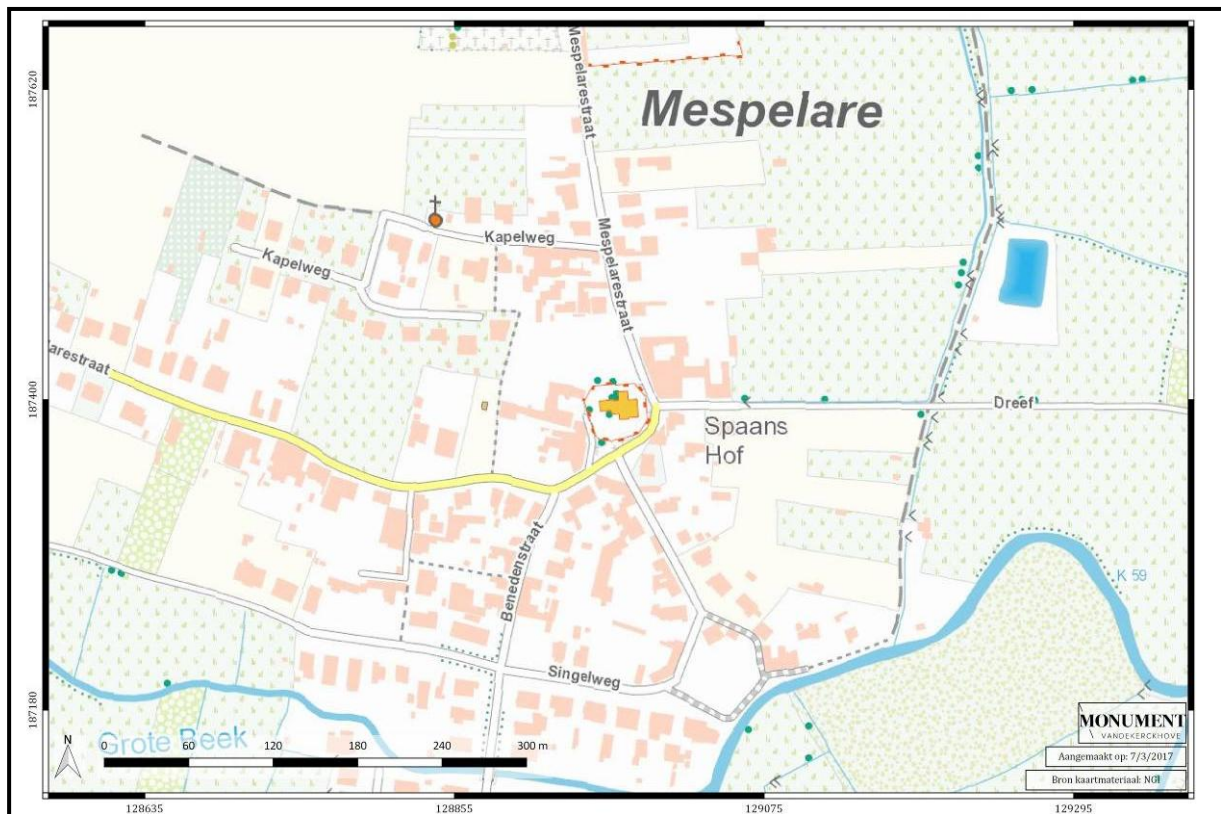 Mespelarestraat
187620
Mespelare
Kapelweg
Mespelarestraat
Kapelweg
arestraat
187400
Dreef
Spaans
Hof
Benedenstraat
K 59
Singelweg
187180
MONUMENT
VANDEKERCKHOVE
Grote Beek
N
0 60 120 180 240 300 m
Aangemaakt op: 7/3/2017
Bron kaartmateriaal: NGI
128635 128855 129075 129295